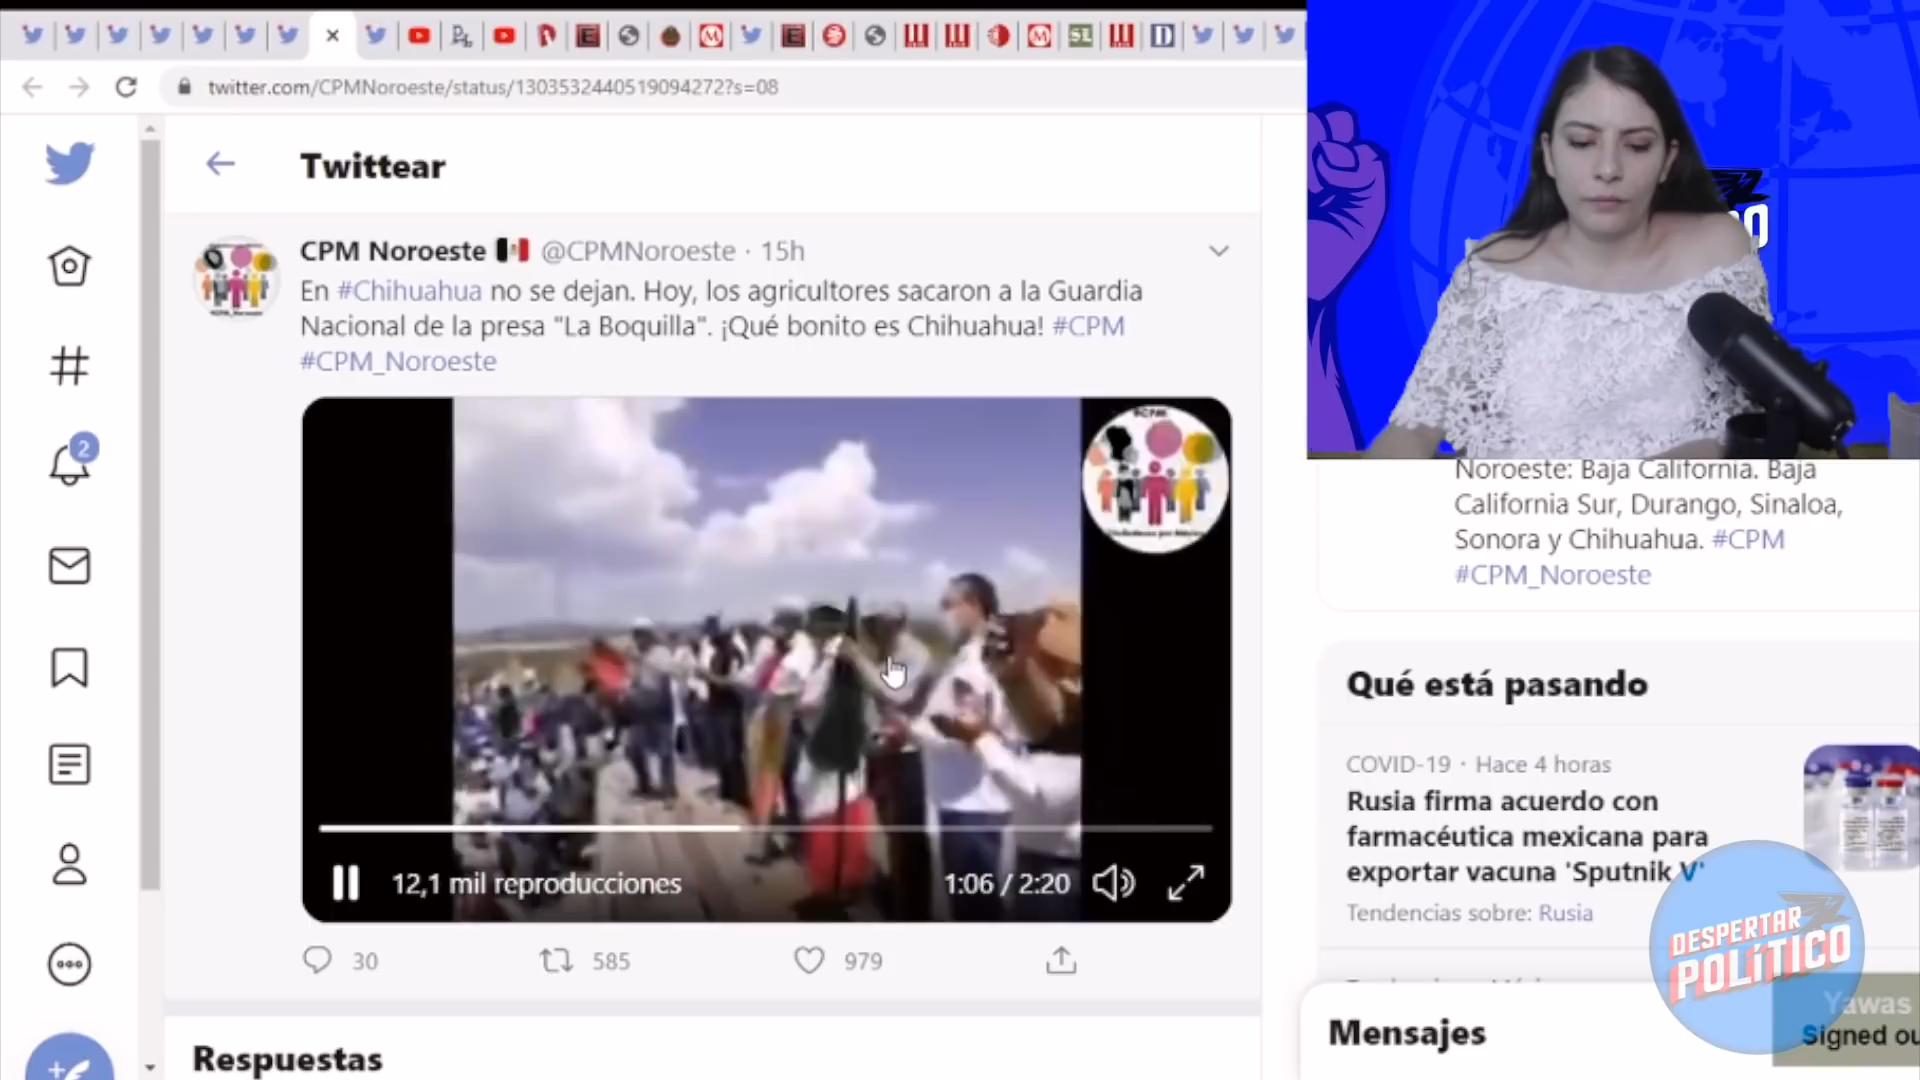 twitter.com/CPMNoroeste/status/1303532440519094272?s=08
Twittear
CPM Noroeste @CPMNoroeste · 15h
En #Chihuahua no se dejan. Hoy, los agricultores sacaron a la Guardia
Nacional de la presa "La Boquilla". ¡Qué bonito es Chihuahua! #CPM
#CPM_Noroeste
2
12,1 mil reproducciones
1:06 / 2:20
30
585
979
Respuestas
Noroeste: Baja California. Baja
California Sur, Durango, Sinaloa,
Sonora y Chihuahua. #CPM
#CPM_Noroeste
Qué está pasando
COVID-19 · Hace 4 horas
Rusia firma acuerdo con
farmacéutica mexicana para
exportar vacuna 'Sputnik V'
Tendencias sobre: Rusia
Mensajes
DESPERTAR
POLÍTICO
Yawas
Signed ou